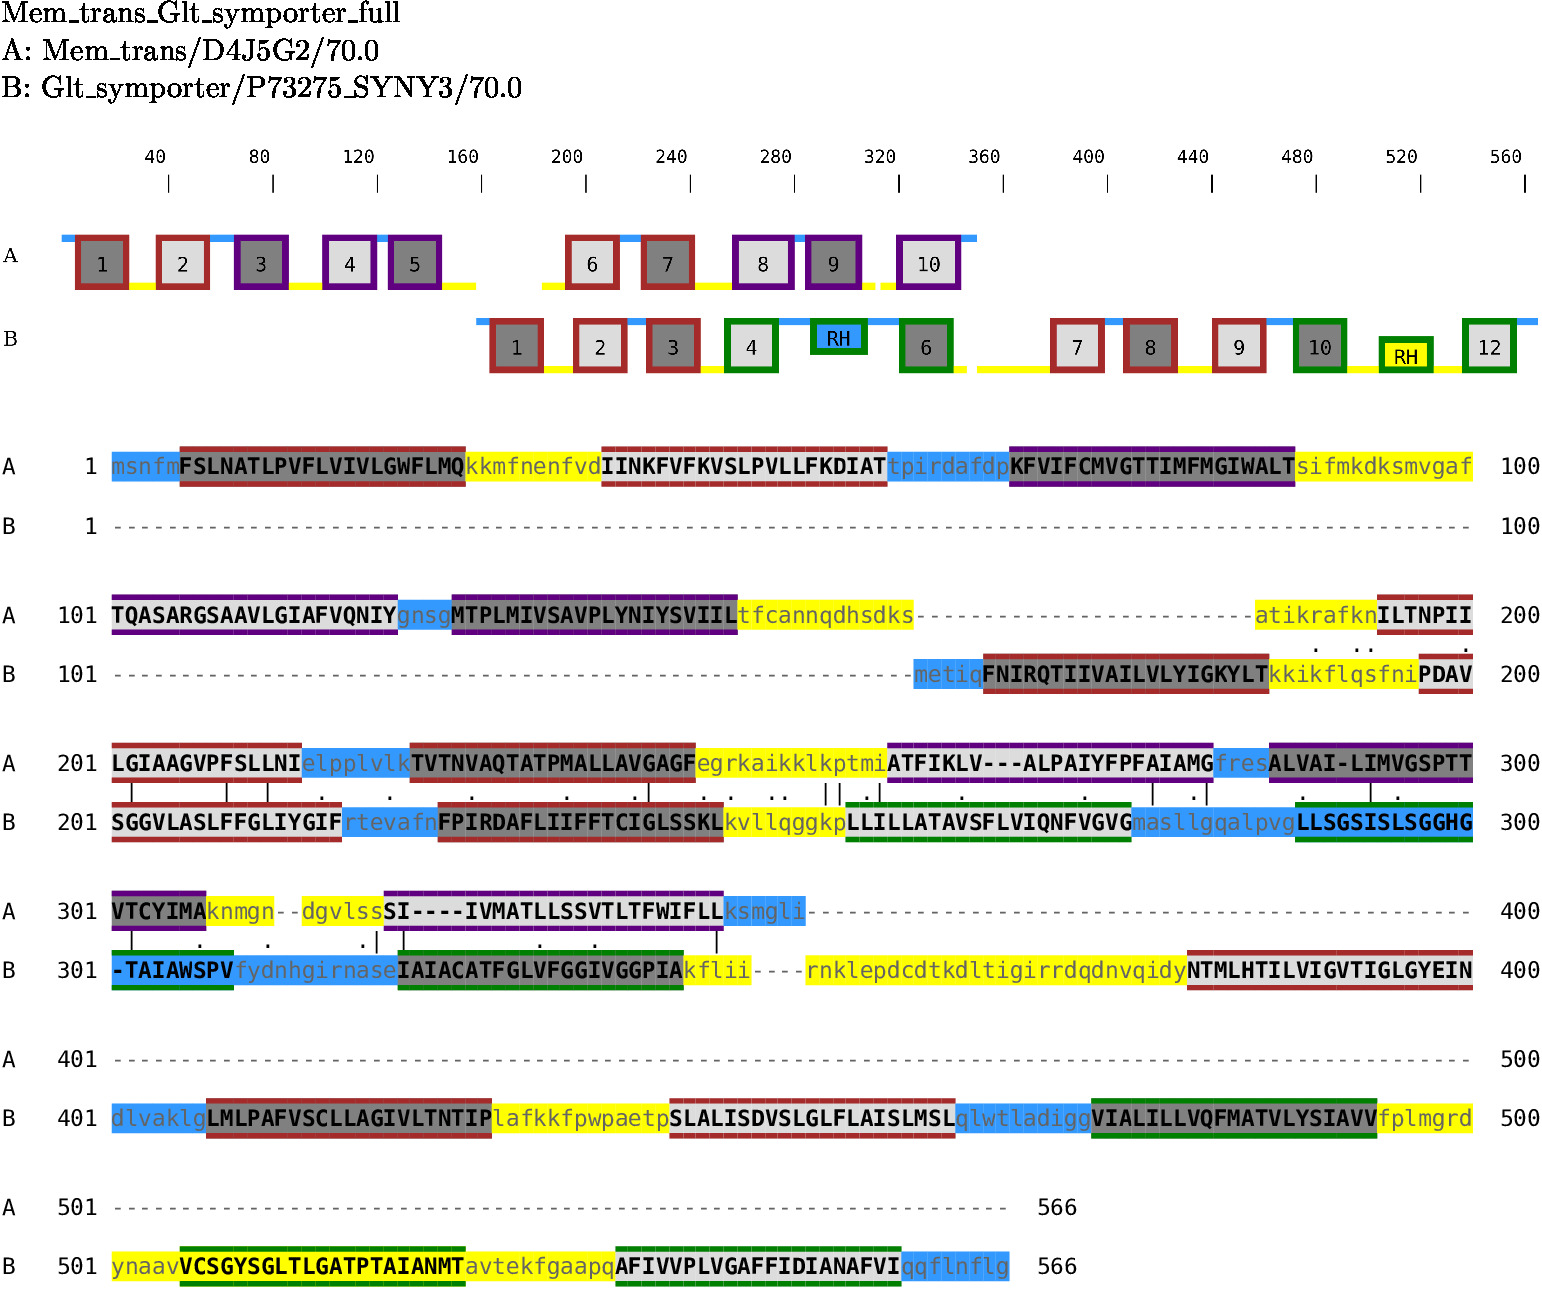 Mem_trans_Glt_symporter_full
A: Mem_trans/D4J5G2/70.0
B: Glt_symporter/P73275_SYNY3/70.0
40 80 120 160 200 240 280 320 360 400 440 480 520 560
A 1 2 3 4 5 6 7 8 9 10
B 1 2 3 4 RH 6 7 8 9 10 RH 12
A 1 msnfmFSLNATLPVFLVIVLGWFLMQkkmfnenfvdIINKFVFKVSLPVLLFKDIATtpirdafdpKFVIFCMVGTTIMFMGIWALTsifmkdksmvgaf 100
B 1 ---------------------------------------------------------------------------------------------------- 100
A 101 TQASARGSAAVLGIAFVQNIYgnsgMTPLMIVSAVPLYNIYSVIILtfcannqdhsdks-------------------------atikrafknILTNPII 200
B 101 -----------------------------------------------------------metiqFNIRQTIIVAILVLYIGKYLTkkikflqsfniPDAV 200
A 201 LGIAAGVPFSLLNIelpplvlkTVTNVAQTATPMALLAVGAGFegrkaikklkptmiATFIKLV---ALPAIYFPFAIAMGfresALVAI-LIMVGSPTT 300
B 201 SGGVLASLFFGLIYGIFrtevafnFPIRDAFLIIFFTCIGLSSKLkvllqggkpLLILLATAVSFLVIQNFVGVGmasllgqalpvgLLSGSISLSGGHG 300
A 301 VTCYIMAknmgn--dgvlssSI----IVMATLLSSVTLTFWIFLLksmgli------------------------------------------------- 400
B 301 -TAIAWSPVfydnhgirnaseIAIACATFGLVFGGIVGGPIAkflii----rnklepdcdtkdltigirrdqdnvqidyNTMLHTILVIGVTIGLGYEIN 400
A 401 ---------------------------------------------------------------------------------------------------- 500
B 401 dlvaklgLMLPAFVSCLLAGIVLTNTIPlafkkfpwpaetpSLALISDVSLGLFLAISLMSLqlwtladiggVIALILLVQFMATVLYSIAVVfplmgrd 500
A 501 ------------------------------------------------------------------ 566
B 501 ynaavVCSGYSGLTLGATPTAIANMTavtekfgaapqAFIVVPLVGAFFIDIANAFVIqqflnflg 566